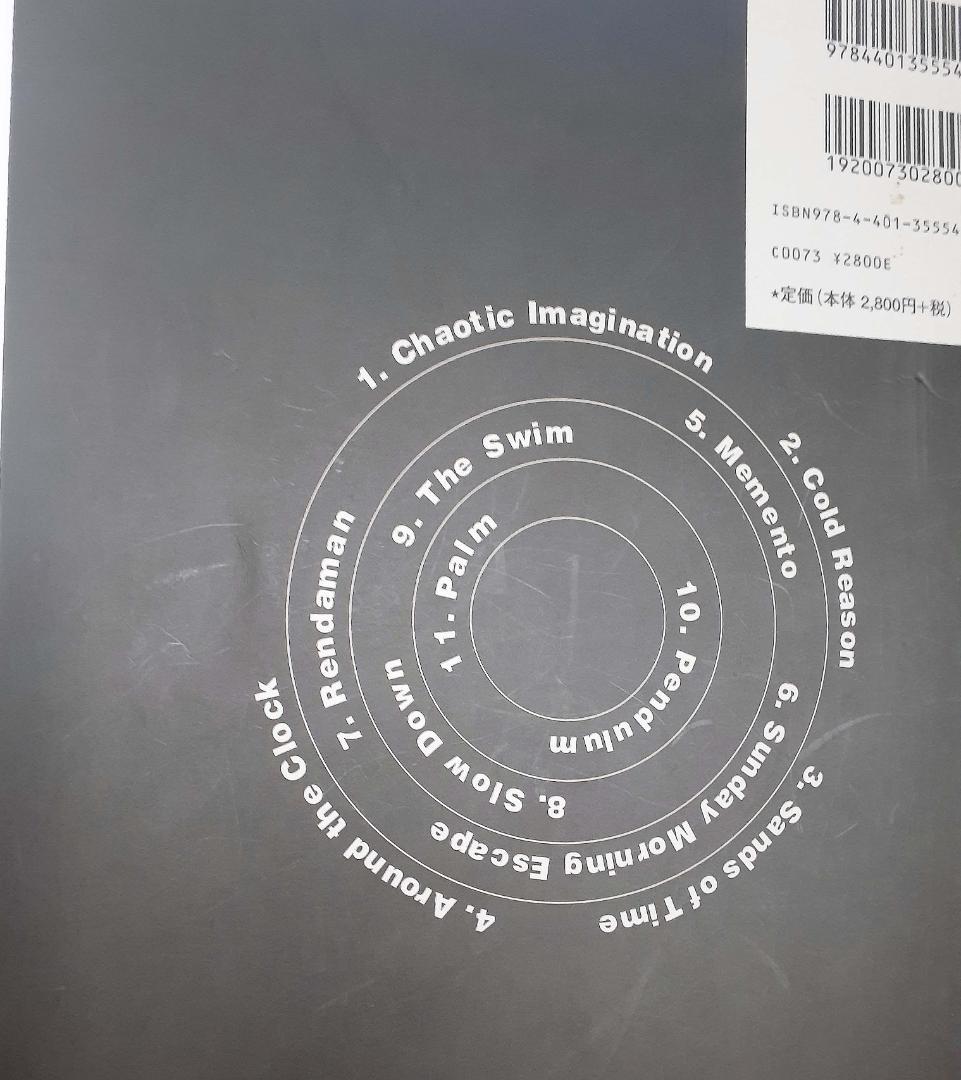 9784401355554
1920073028000
ISBN978-4-401-35554
C0073 ¥2800E
★定価(本体 2,800円+税)
1. Chaotic Imagination
2. Cold Reason
3. Sands of Time
4. Around the Clock
5. Memento
6. Sunday Morning Escape
7. Rendaman
8. Slow Down
9. The Swim
10. Pendulum
11. Palm